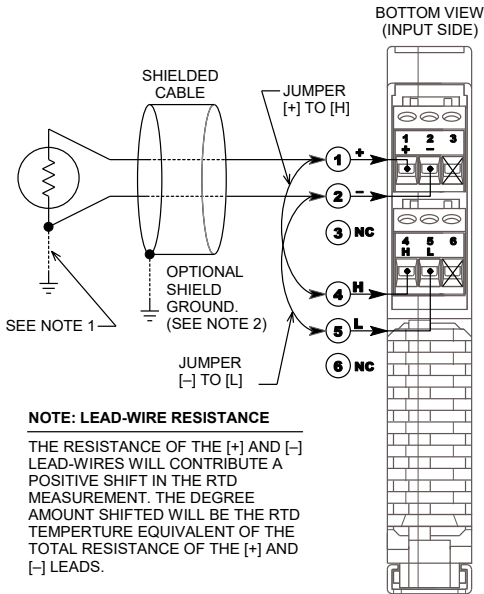 BOTTOM VIEW
(INPUT SIDE)
SHIELDED
CABLE
JUMPER
[+] TO [H]
1 +
2 –
3 NC
4 H
5 L
6 NC
1 2 3
+ –
4 5 6
H L
OPTIONAL
SHIELD
GROUND.
(SEE NOTE 2)
SEE NOTE 1
JUMPER
[–] TO [L]
NOTE: LEAD-WIRE RESISTANCE
THE RESISTANCE OF THE [+] AND [–]
LEAD-WIRES WILL CONTRIBUTE A
POSITIVE SHIFT IN THE RTD
MEASUREMENT. THE DEGREE
AMOUNT SHIFTED WILL BE THE RTD
TEMPERTURE EQUIVALENT OF THE
TOTAL RESISTANCE OF THE [+] AND
[–] LEADS.